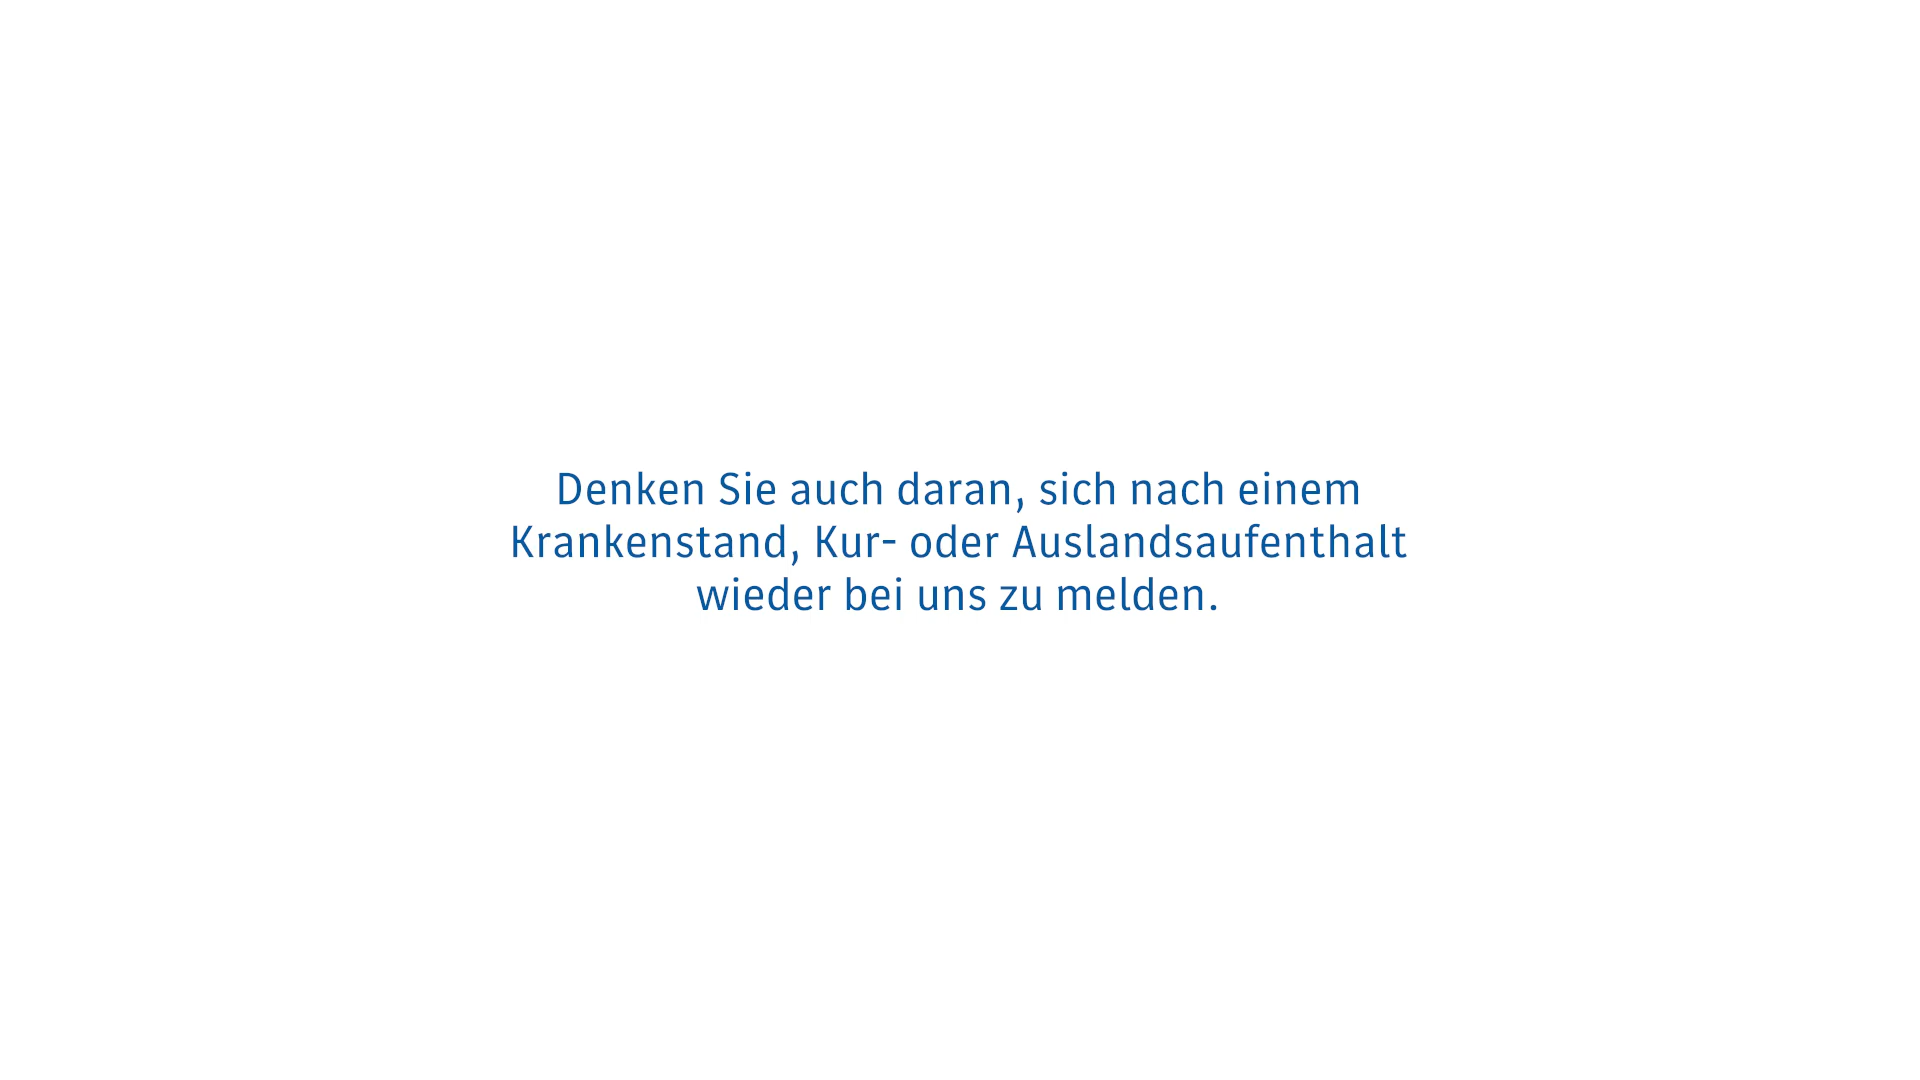 Denken Sie auch daran, sich nach einem
Krankenstand, Kur- oder Auslandsaufenthalt
wieder bei uns zu melden.